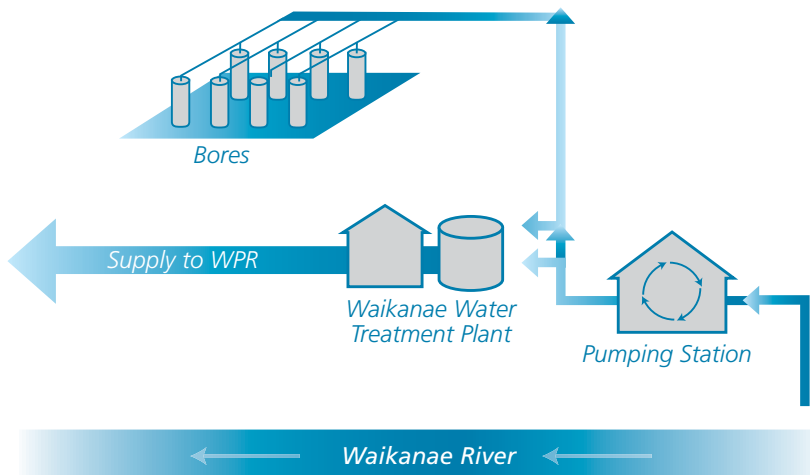 Bores
Supply to WPR
Waikanae Water
Treatment Plant
Pumping Station
Waikanae River